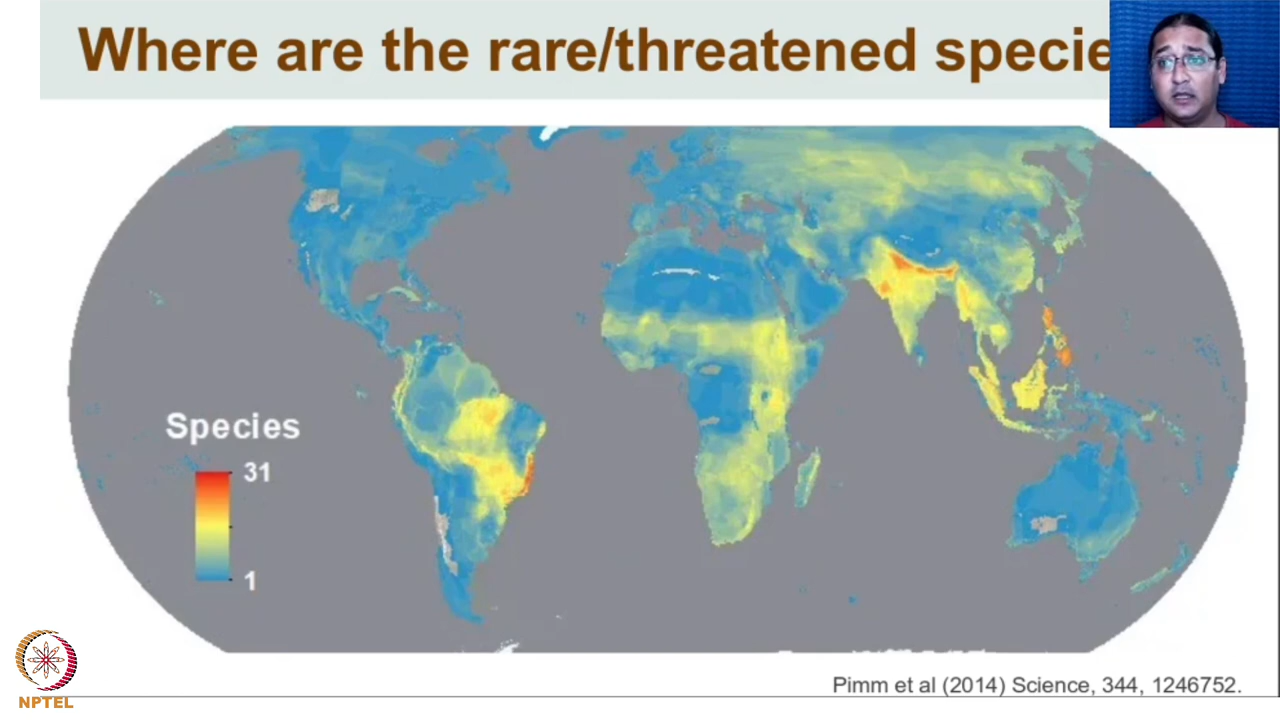 Where are the rare/threatened specie
Species
31
1
NPTEL
Pimm et al (2014) Science, 344, 1246752.